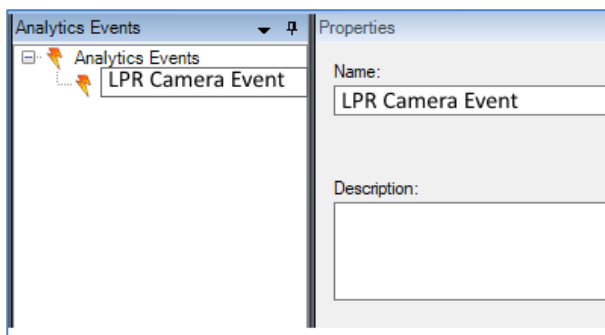 Analytics Events
Analytics Events
LPR Camera Event
Properties
Name:
LPR Camera Event
Description: